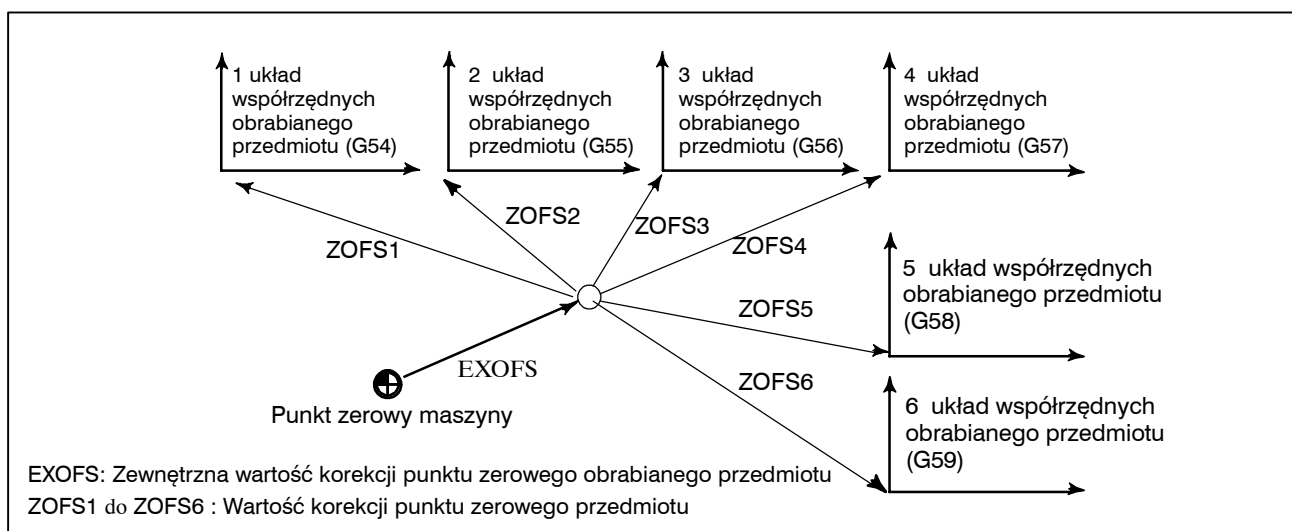 1 układ
współrzędnych
obrabianego
przedmiotu (G54)
2 układ
współrzędnych
obrabianego
przedmiotu (G55)
3 układ
współrzędnych
obrabianego
przedmiotu (G56)
4 układ
współrzędnych
obrabianego
przedmiotu (G57)
ZOFS1
ZOFS2
ZOFS3
ZOFS4
ZOFS5
5 układ współrzędnych
obrabianego przedmiotu
(G58)
EXOFS
ZOFS6
Punkt zerowy maszyny
6 układ współrzędnych
obrabianego przedmiotu
(G59)
EXOFS: Zewnętrzna wartość korekcji punktu zerowego obrabianego przedmiotu
ZOFS1 do ZOFS6 : Wartość korekcji punktu zerowego przedmiotu